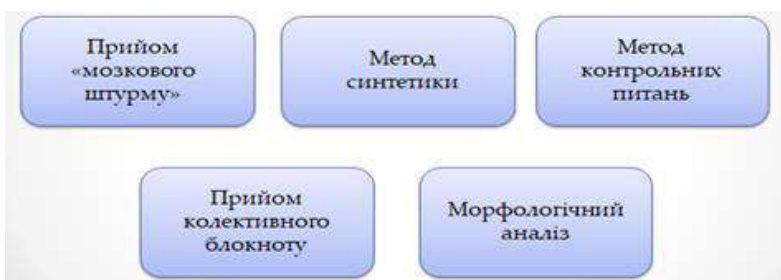 Прийом
«мозкового
штурму»
Метод
синтетики
Метод
контрольних
питань
Прийом
колективного
блокноту
Морфологічний
аналіз